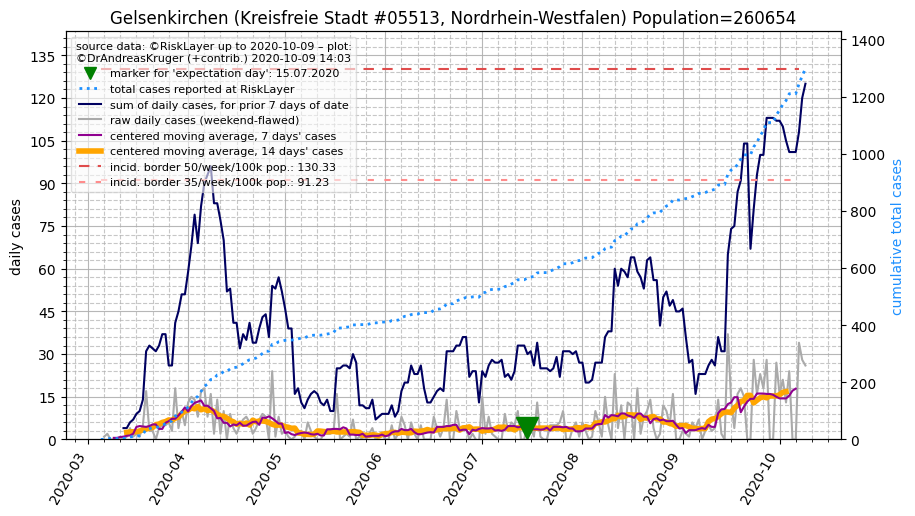 Gelsenkirchen (Kreisfreie Stadt #05513, Nordrhein-Westfalen) Population=260654
source data: ©RiskLayer up to 2020-10-09 – plot:
©DrAndreasKruger (+contrib.) 2020-10-09 14:03
marker for 'expectation day': 15.07.2020
total cases reported at RiskLayer
sum of daily cases, for prior 7 days of date
raw daily cases (weekend-flawed)
centered moving average, 7 days' cases
centered moving average, 14 days' cases
incid. border 50/week/100k pop.: 130.33
incid. border 35/week/100k pop.: 91.23
daily cases
135
120
105
90
75
60
45
30
15
0
cumulative total cases
1400
1200
1000
800
600
400
200
0
2020-03
2020-04
2020-05
2020-06
2020-07
2020-08
2020-09
2020-10